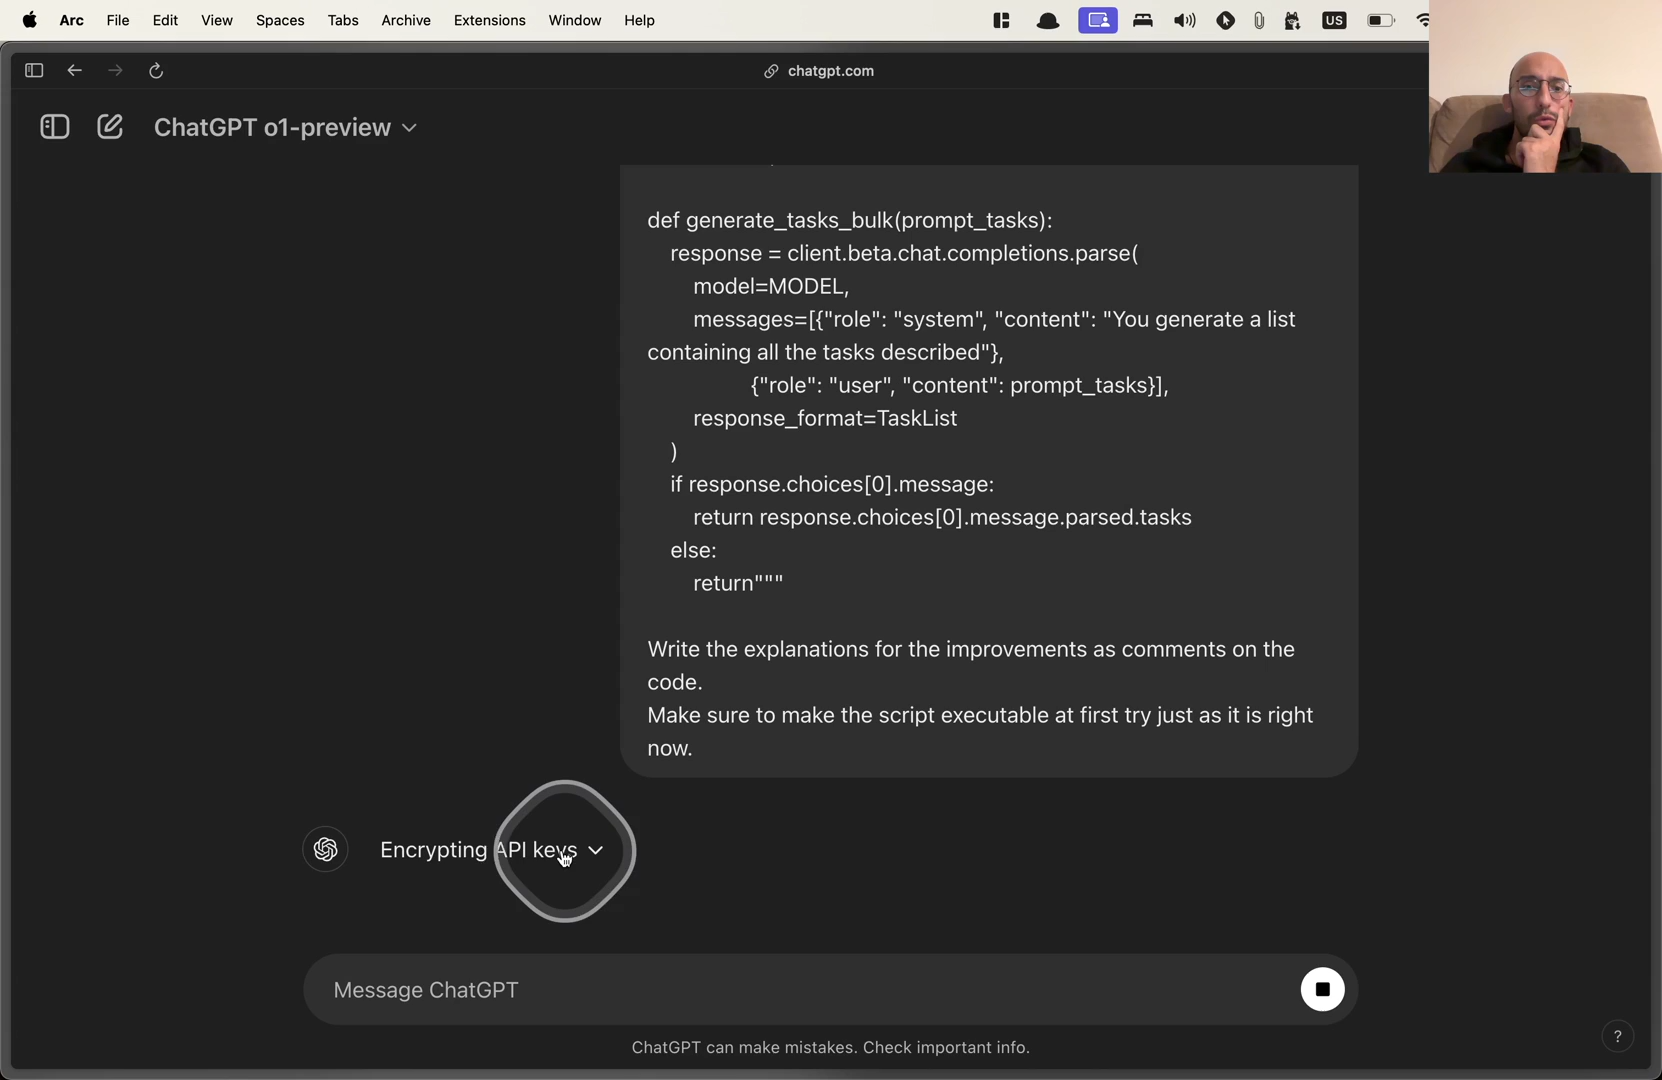 Arc File Edit View Spaces Tabs Archive Extensions Window Help US
chatgpt.com
ChatGPT o1-preview
def generate_tasks_bulk(prompt_tasks):
response = client.beta.chat.completions.parse(
model=MODEL,
messages=[{"role": "system", "content": "You generate a list
containing all the tasks described"},
{"role": "user", "content": prompt_tasks}],
response_format=TaskList
)
if response.choices[0].message:
return response.choices[0].message.parsed.tasks
else:
return"""
Write the explanations for the improvements as comments on the
code.
Make sure to make the script executable at first try just as it is right
now.
Encrypting API keys
Message ChatGPT
ChatGPT can make mistakes. Check important info.
?